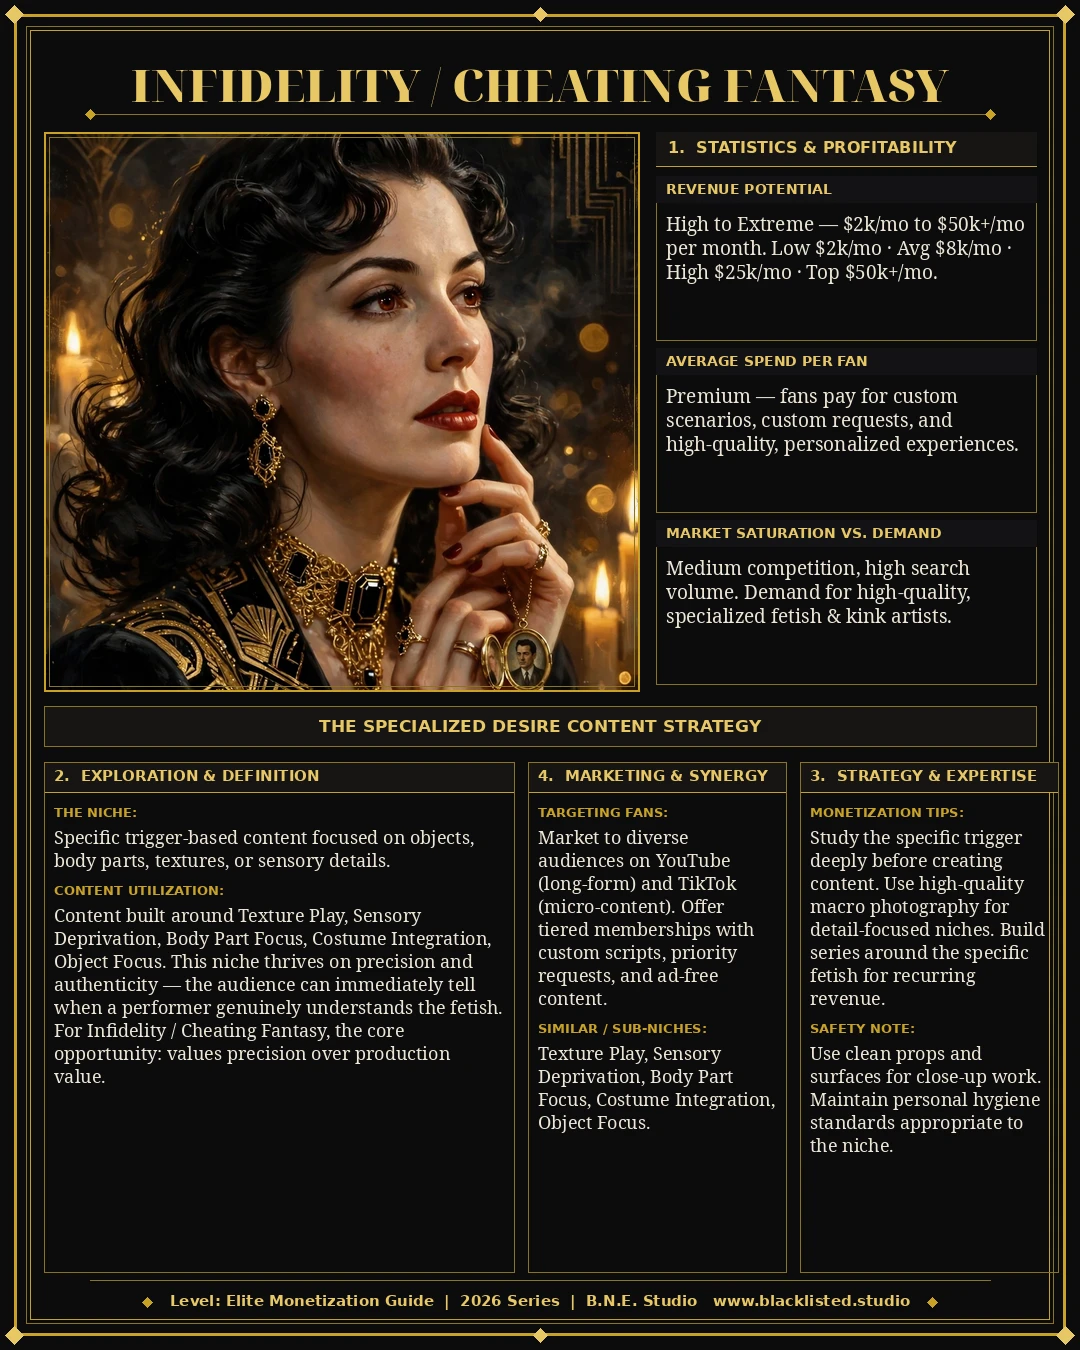 INFIDELITY / CHEATING FANTASY
1. STATISTICS & PROFITABILITY
REVENUE POTENTIAL
High to Extreme — $2k/mo to $50k+/mo
per month. Low $2k/mo · Avg $8k/mo ·
High $25k/mo · Top $50k+/mo.
AVERAGE SPEND PER FAN
Premium — fans pay for custom
scenarios, custom requests, and
high-quality, personalized experiences.
MARKET SATURATION VS. DEMAND
Medium competition, high search
volume. Demand for high-quality,
specialized fetish & kink artists.
THE SPECIALIZED DESIRE CONTENT STRATEGY
2. EXPLORATION & DEFINITION
THE NICHE:
Specific trigger-based content focused on objects,
body parts, textures, or sensory details.
CONTENT UTILIZATION:
Content built around Texture Play, Sensory
Deprivation, Body Part Focus, Costume Integration,
Object Focus. This niche thrives on precision and
authenticity — the audience can immediately tell
when a performer genuinely understands the fetish.
For Infidelity / Cheating Fantasy, the core
opportunity: values precision over production
value.
4. MARKETING & SYNERGY
TARGETING FANS:
Market to diverse
audiences on YouTube
(long-form) and TikTok
(micro-content). Offer
tiered memberships with
custom scripts, priority
requests, and ad-free
content.
SIMILAR / SUB-NICHES:
Texture Play, Sensory
Deprivation, Body Part
Focus, Costume Integration,
Object Focus.
3. STRATEGY & EXPERTISE
MONETIZATION TIPS:
Study the specific trigger
deeply before creating
content. Use high-quality
macro photography for
detail-focused niches. Build
series around the specific
fetish for recurring
revenue.
SAFETY NOTE:
Use clean props and
surfaces for close-up work.
Maintain personal hygiene
standards appropriate to
the niche.
Level: Elite Monetization Guide | 2026 Series | B.N.E. Studio www.blacklisted.studio